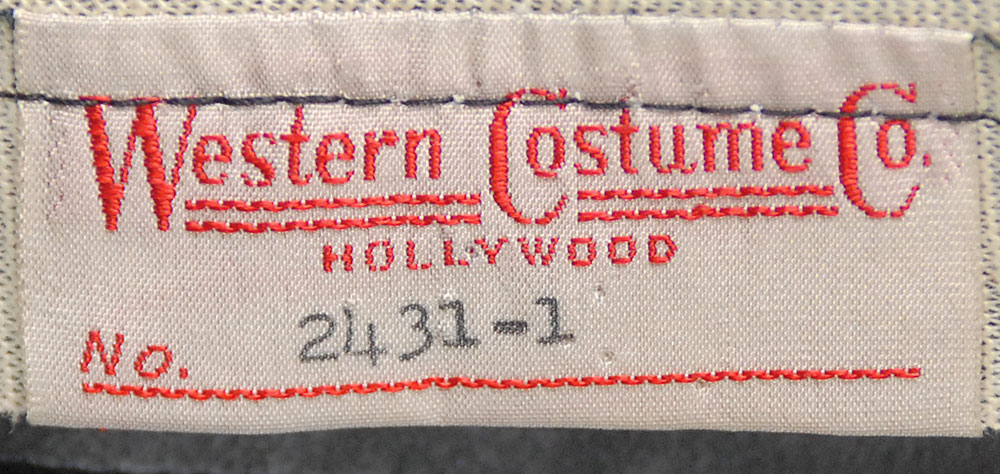 Western Costume Co.
HOLLYWOOD
No. 2431-1